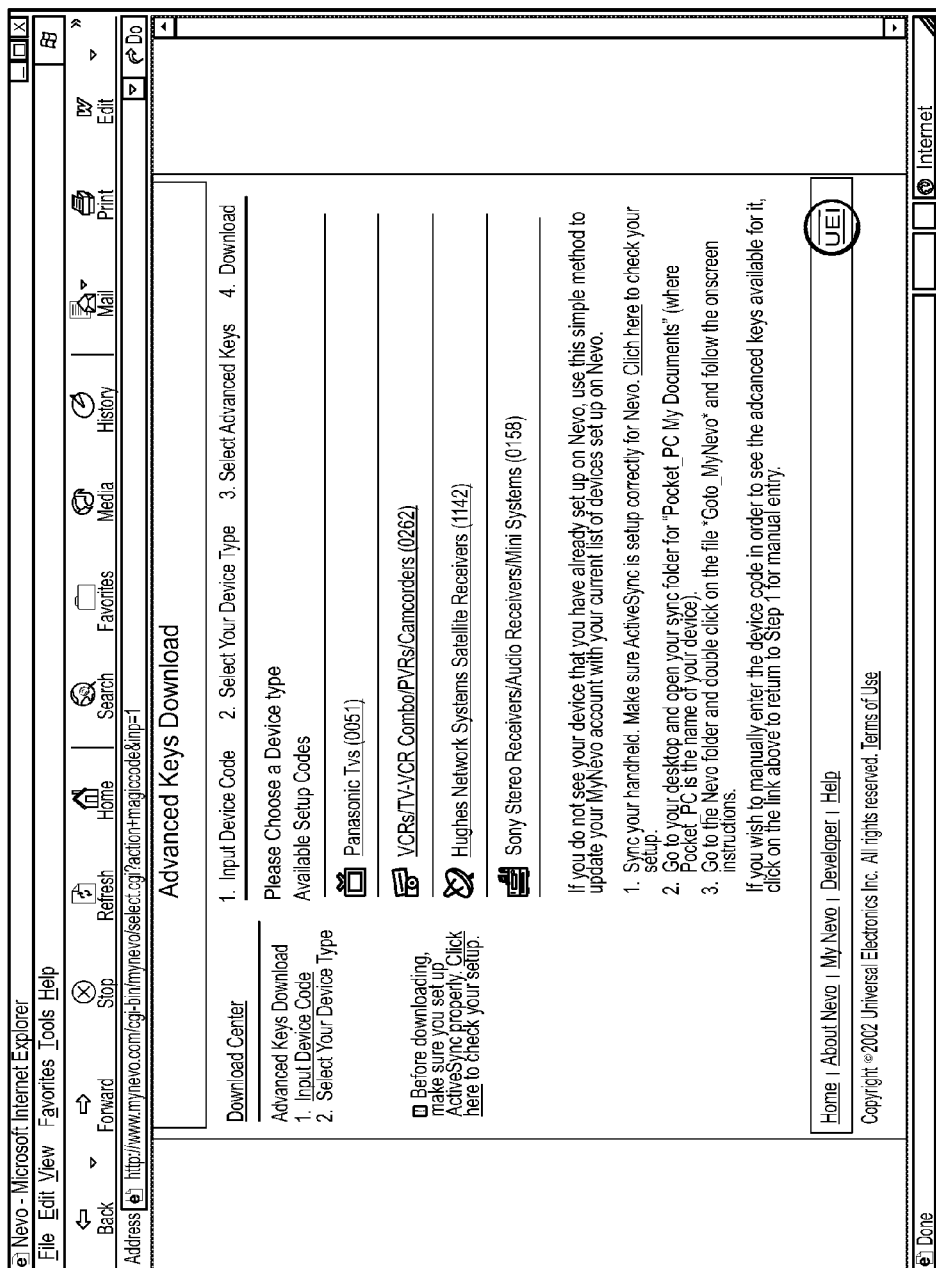 Nevo - Microsoft Internet Explorer
File Edit View Favorites Tools Help
Back Forward Stop Refresh Home Search Favorites Media History Mail Print Edit »
Address http://www.mynevo.com/cgi-bin/mynevo/select.cgi?action+magiccode&inp=1 Do
Advanced Keys Download
Download Center
Advanced Keys Download
1. Input Device Code
2. Select Your Device Type
Before downloading,
make sure you set up
ActiveSync properly. Click
here to check your setup.
1. Input Device Code 2. Select Your Device Type 3. Select Advanced Keys 4. Download
Please Choose a Device type
Available Setup Codes
Panasonic Tvs (0051)
VCRs/TV-VCR Combo/PVRs/Camcorders (0262)
Hughes Network Systems Satellite Receivers (1142)
Sony Stereo Receivers/Audio Receivers/Mini Systems (0158)
If you do not see your device that you have already set up on Nevo, use this simple method to
update your MyNevo account with your current list of devices set up on Nevo.
1. Sync your handheld. Make sure ActiveSync is setup correctly for Nevo. Clich here to check your
setup.
2. Go to your desktop and open your sync folder for "Pocket_PC My Documents" (where
Pocket_PC is the name of your device).
3. Go to the Nevo folder and double click on the file *Goto_MyNevo* and follow the onscreen
instructions.
If you wish to manually enter the device code in order to see the adcanced keys available for it,
click on the link above to return to Step 1 for manual entry.
Home | About Nevo | My Nevo | Developer | Help
UEI
Copyright ©2002 Universal Electronics Inc. All rights reserved. Terms of Use
Done Internet